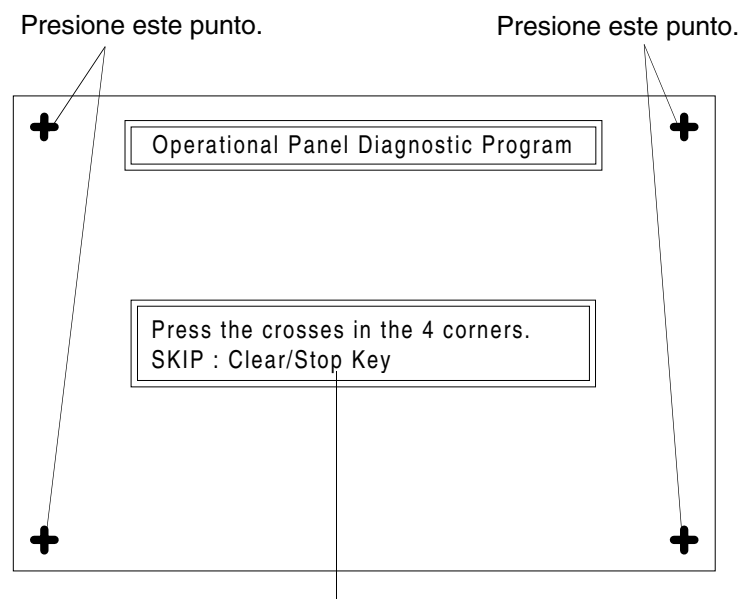 Presione este punto.
Presione este punto.
Operational Panel Diagnostic Program
Press the crosses in the 4 corners.
SKIP : Clear/Stop Key